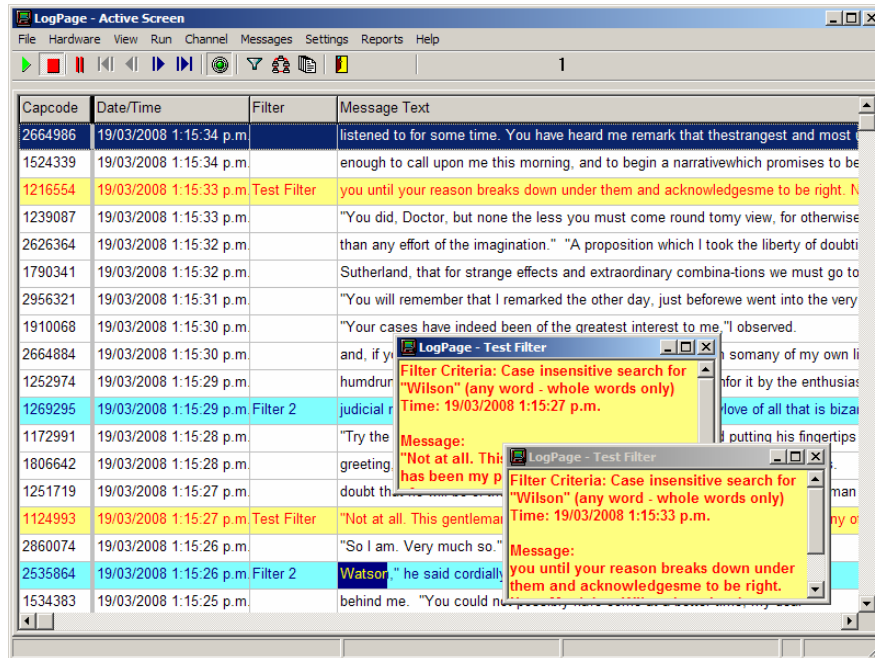 LogPage - Active Screen
File Hardware View Run Channel Messages Settings Reports Help
1
Capcode Date/Time Filter Message Text
2664986 19/03/2008 1:15:34 p.m. listened to for some time. You have heard me remark that thestrangest and most
1524339 19/03/2008 1:15:34 p.m. enough to call upon me this morning, and to begin a narrativewhich promises to be
1216554 19/03/2008 1:15:33 p.m. Test Filter you until your reason breaks down under them and acknowledgesme to be right. N
1239087 19/03/2008 1:15:33 p.m. "You did, Doctor, but none the less you must come round tomy view, for otherwise
2626364 19/03/2008 1:15:32 p.m. than any effort of the imagination." "A proposition which I took the liberty of doubti
1790341 19/03/2008 1:15:32 p.m. Sutherland, that for strange effects and extraordinary combina-tions we must go to
2956321 19/03/2008 1:15:31 p.m. "You will remember that I remarked the other day, just beforewe went into the very
1910068 19/03/2008 1:15:30 p.m. "Your cases have indeed been of the greatest interest to me,"I observed.
2664884 19/03/2008 1:15:30 p.m. and, if y somany of my own li
1252974 19/03/2008 1:15:29 p.m. humdrum nfor it by the enthusias
1269295 19/03/2008 1:15:29 p.m. Filter 2 judicial love of all that is bizar
1172991 19/03/2008 1:15:28 p.m. "Try the putting his fingertips
1806642 19/03/2008 1:15:28 p.m. greeting,
1251719 19/03/2008 1:15:27 p.m. doubt man
1124993 19/03/2008 1:15:27 p.m. Test Filter "Not at all. This gentleman
2860074 19/03/2008 1:15:26 p.m. "So I am. Very much so."
2535864 19/03/2008 1:15:26 p.m. Filter 2 Watson," he said cordially
1534383 19/03/2008 1:15:25 p.m. behind me. "You could not
LogPage - Test Filter
Filter Criteria: Case insensitive search for
"Wilson" (any word - whole words only)
Time: 19/03/2008 1:15:27 p.m.
Message:
"Not at all. This
has been my p
LogPage - Test Filter
Filter Criteria: Case insensitive search for
"Wilson" (any word - whole words only)
Time: 19/03/2008 1:15:33 p.m.
Message:
you until your reason breaks down under
them and acknowledgesme to be right.